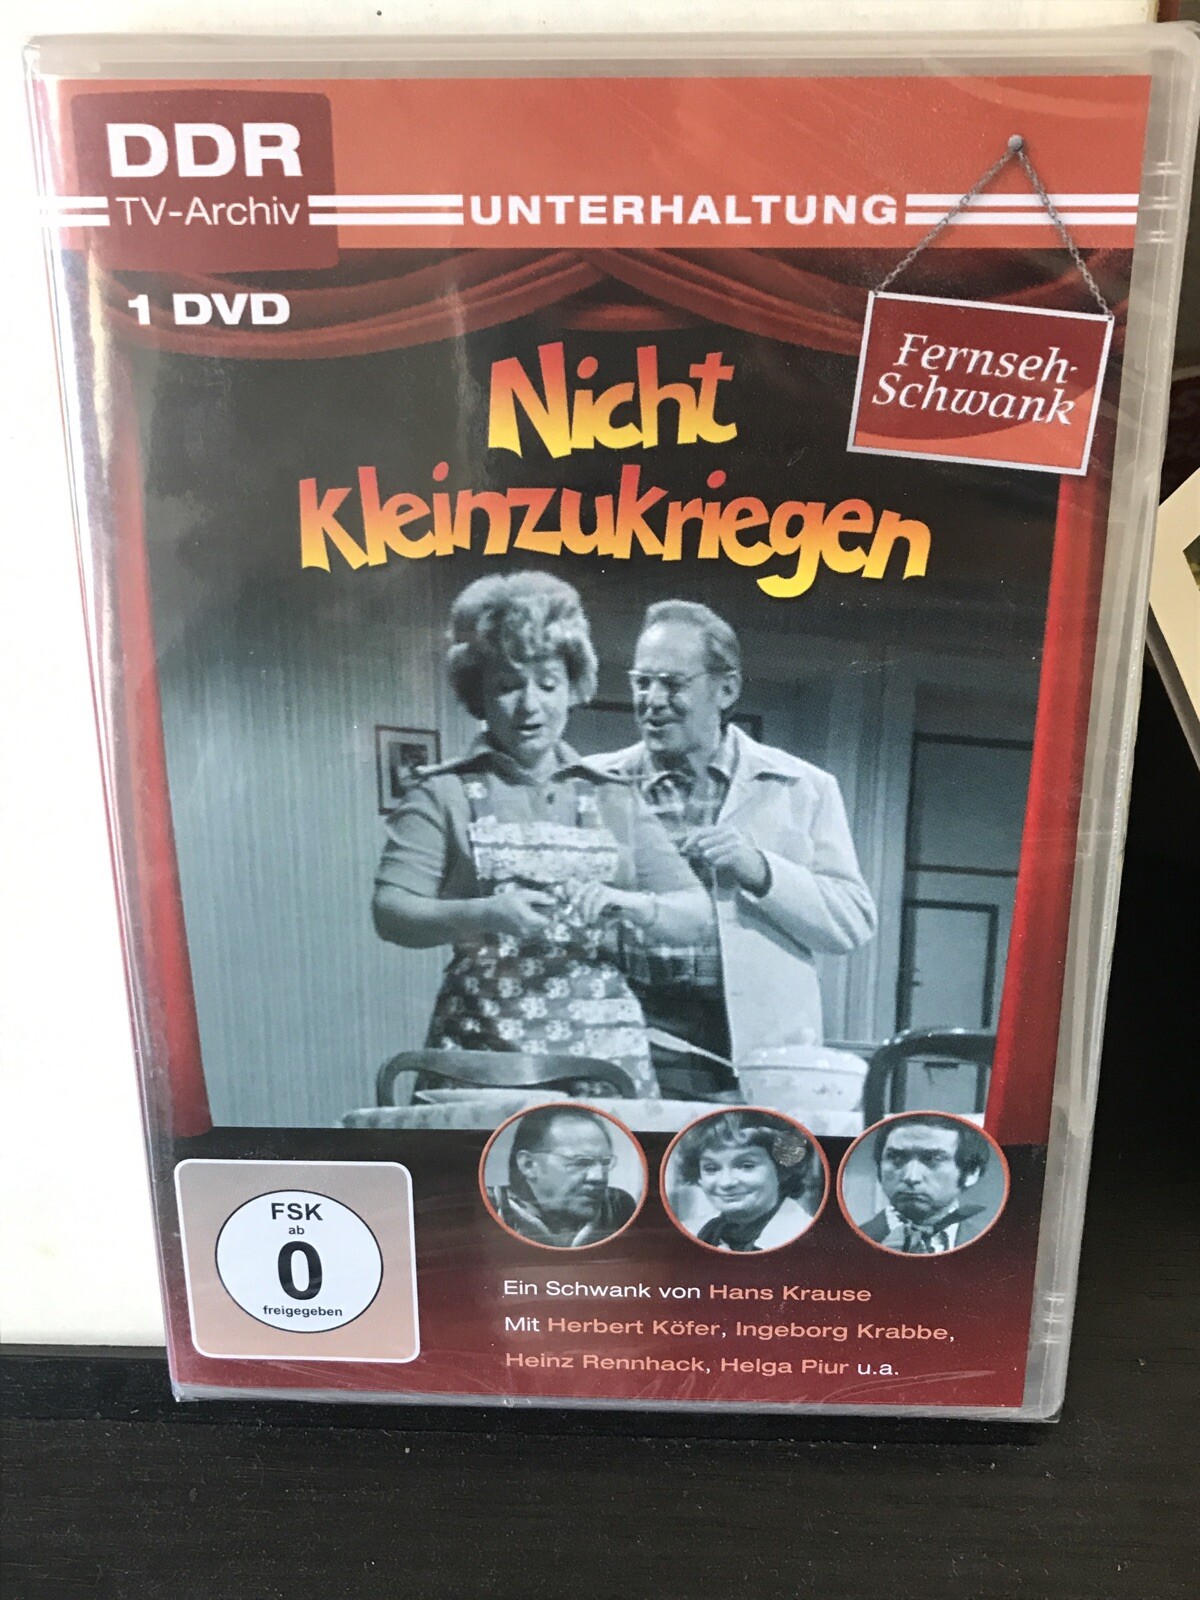 DDR
TV-Archiv
UNTERHALTUNG
1 DVD
Fernseh-
Schwank
Nicht
kleinzukriegen
FSK
ab
0
freigegeben
Ein Schwank von Hans Krause
Mit Herbert Köfer, Ingeborg Krabbe,
Heinz Rennhack, Helga Piur u.a.